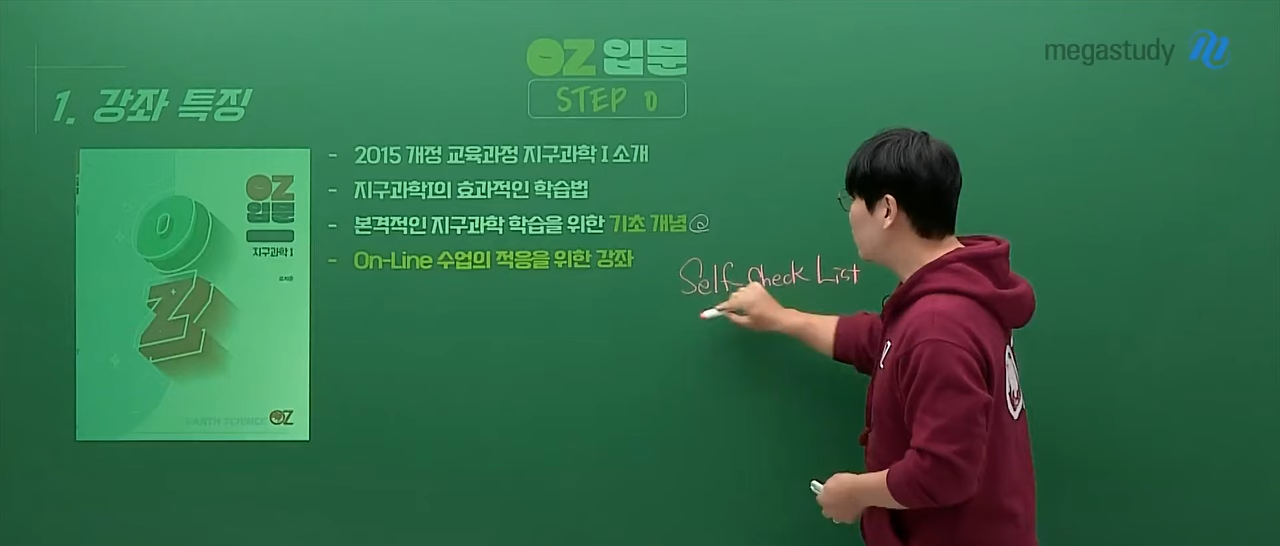 OZ 입문
STEP 0
megastudy
1. 강좌 특징
- 2015 개정 교육과정 지구과학 I 소개
- 지구과학I의 효과적인 학습법
- 본격적인 지구과학 학습을 위한 기초 개념@
- On-Line 수업의 적응을 위한 강좌
Self Check List
OZ
입문
지구과학 I
OZ
EARTH SCIENCE OZ